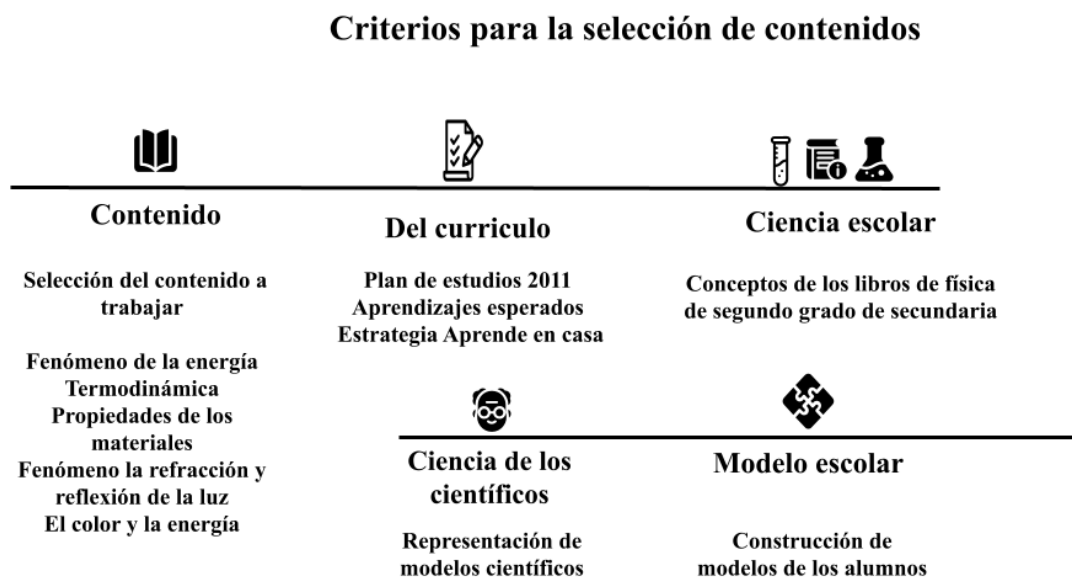 Criterios para la selección de contenidos
Contenido
Selección del contenido a
trabajar
Fenómeno de la energía
Termodinámica
Propiedades de los
materiales
Fenómeno la refracción y
reflexión de la luz
El color y la energía
Del curriculo
Plan de estudios 2011
Aprendizajes esperados
Estrategia Aprende en casa
Ciencia escolar
Conceptos de los libros de física
de segundo grado de secundaria
Ciencia de los
científicos
Representación de
modelos científicos
Modelo escolar
Construcción de
modelos de los alumnos